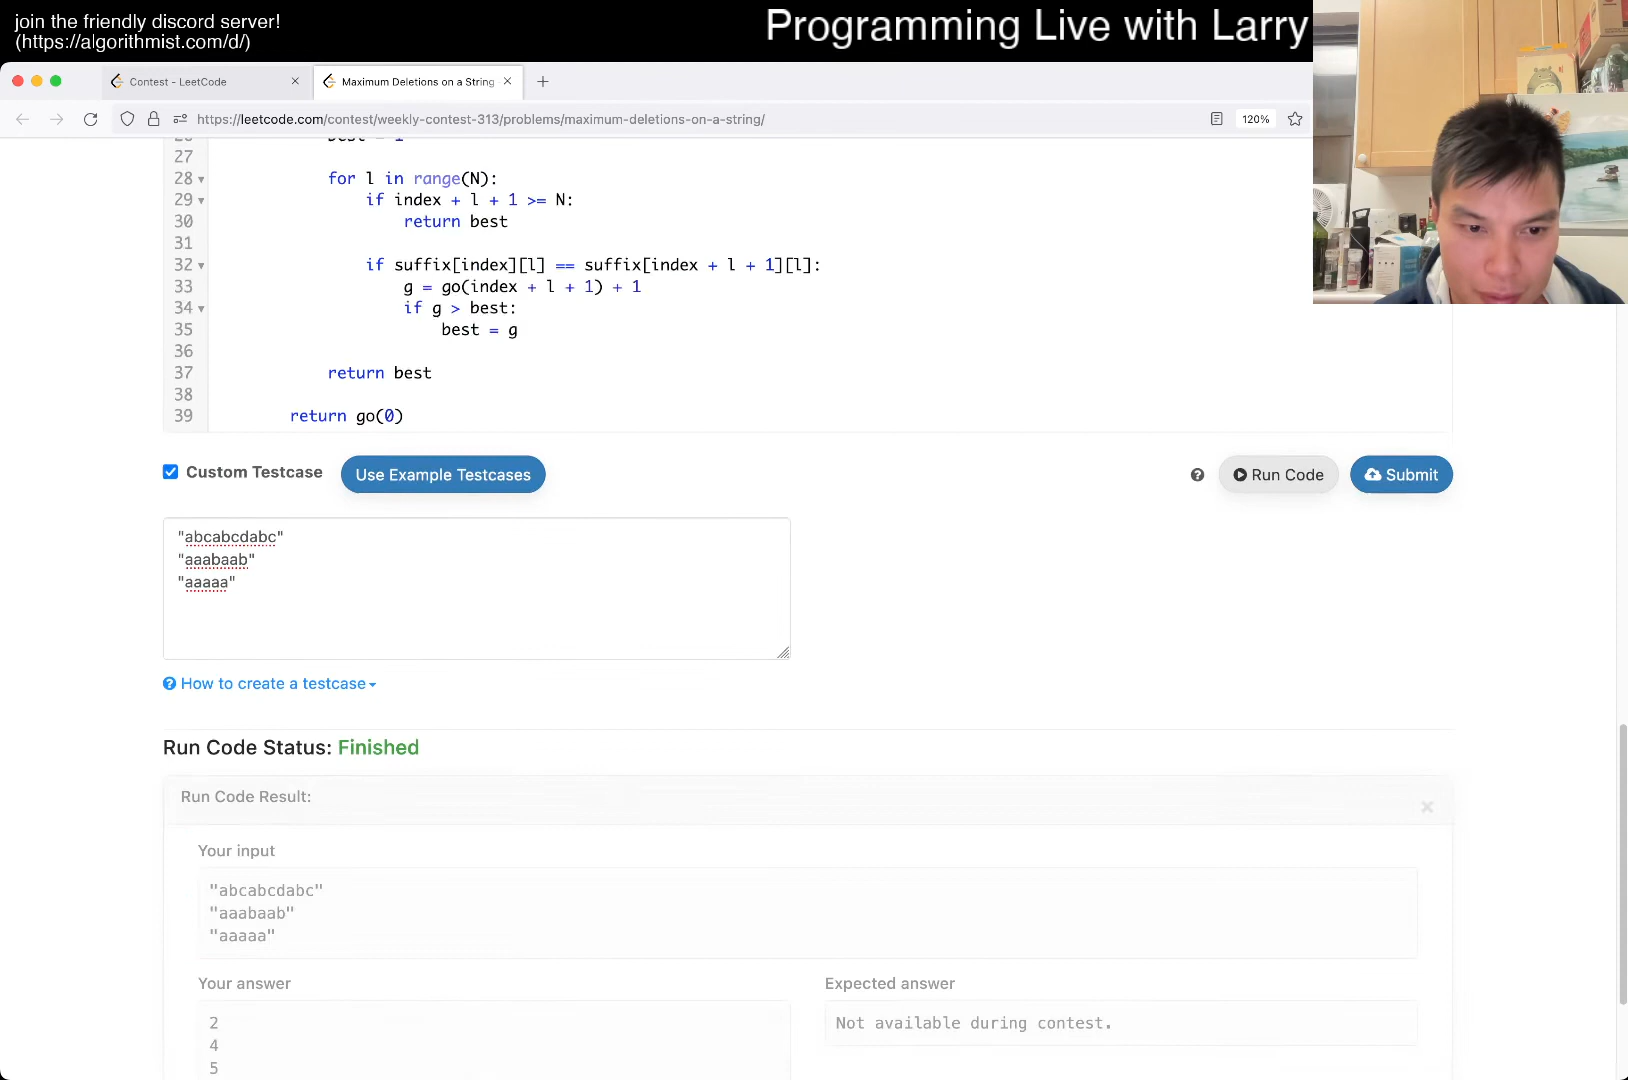 join the friendly discord server!
(https://algorithmist.com/d/)
Programming Live with Larry
Contest - LeetCode
Maximum Deletions on a String
https://leetcode.com/contest/weekly-contest-313/problems/maximum-deletions-on-a-string/
120%
27
28 for l in range(N):
29 if index + l + 1 >= N:
30 return best
31
32 if suffix[index][l] == suffix[index + l + 1][l]:
33 g = go(index + l + 1) + 1
34 if g > best:
35 best = g
36
37 return best
38
39 return go(0)
Custom Testcase
Use Example Testcases
Run Code
Submit
"abcabcdabc"
"aaabaab"
"aaaaa"
How to create a testcase
Run Code Status: Finished
Run Code Result:
Your input
"abcabcdabc"
"aaabaab"
"aaaaa"
Your answer
Expected answer
2
4
5
Not available during contest.